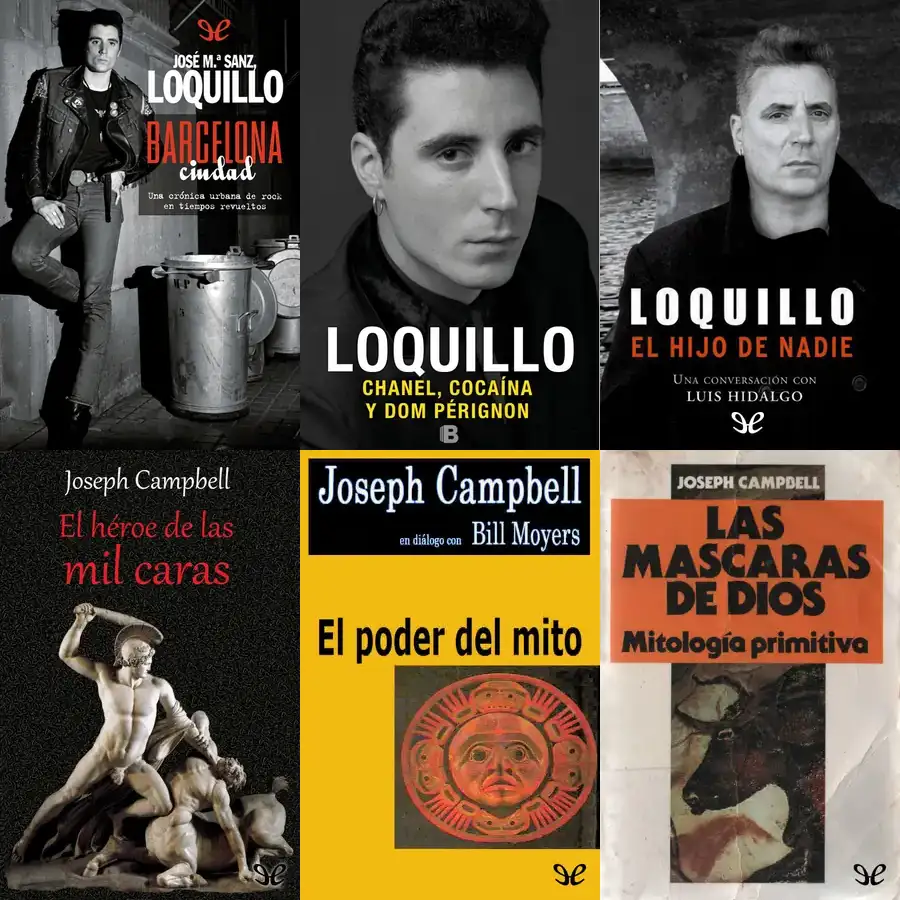 JOSÉ M.ª SANZ,
LOQUILLO
BARCELONA
ciudad
Una crónica urbana de rock
en tiempos revueltos
LOQUILLO
CHANEL, COCAÍNA
Y DOM PÉRIGNON
B
LOQUILLO
EL HIJO DE NADIE
UNA CONVERSACIÓN CON
LUIS HIDALGO
Joseph Campbell
El héroe de las
mil caras
Joseph Campbell
en diálogo con Bill Moyers
El poder del mito
JOSEPH CAMPBELL
LAS
MASCARAS
DE DIOS
Mitología primitiva